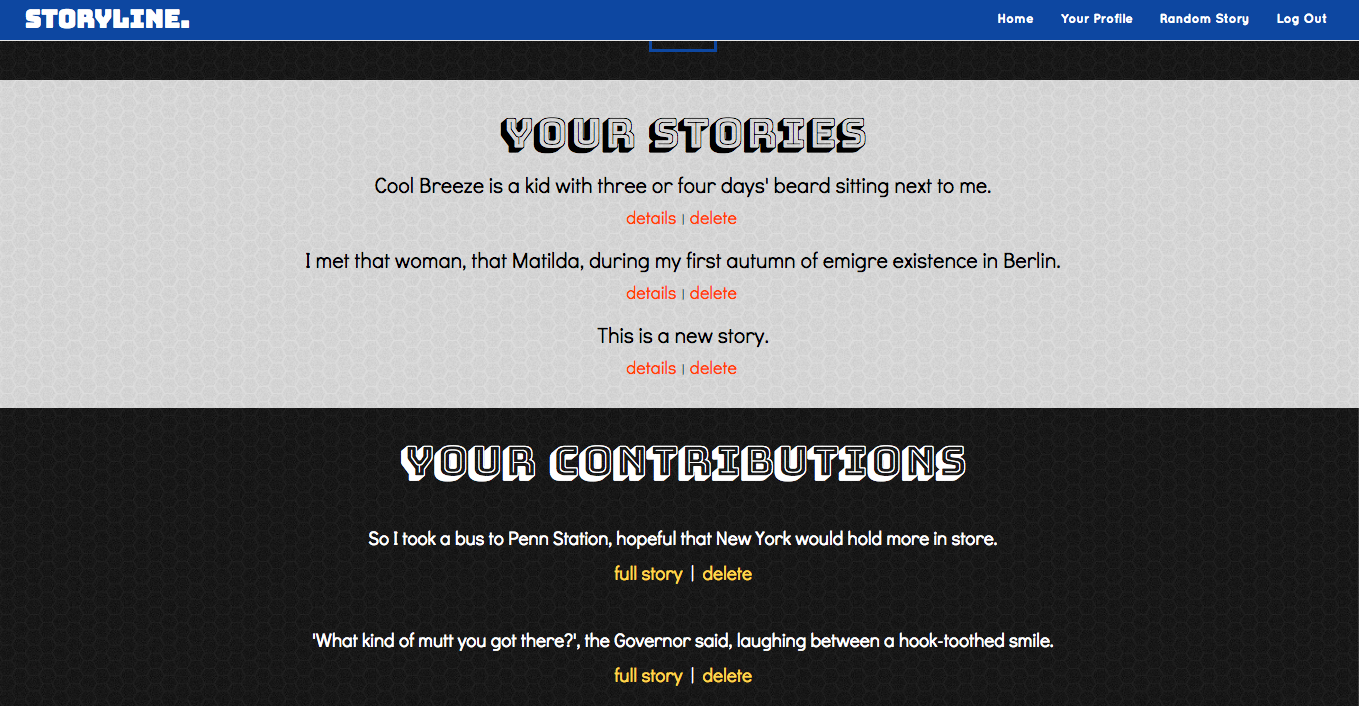 STORYLINE.
Home Your Profile Random Story Log Out
YOUR STORIES
Cool Breeze is a kid with three or four days' beard sitting next to me.
details | delete
I met that woman, that Matilda, during my first autumn of emigre existence in Berlin.
details | delete
This is a new story.
details | delete
YOUR CONTRIBUTIONS
So I took a bus to Penn Station, hopeful that New York would hold more in store.
full story | delete
'What kind of mutt you got there?', the Governor said, laughing between a hook-toothed smile.
full story | delete